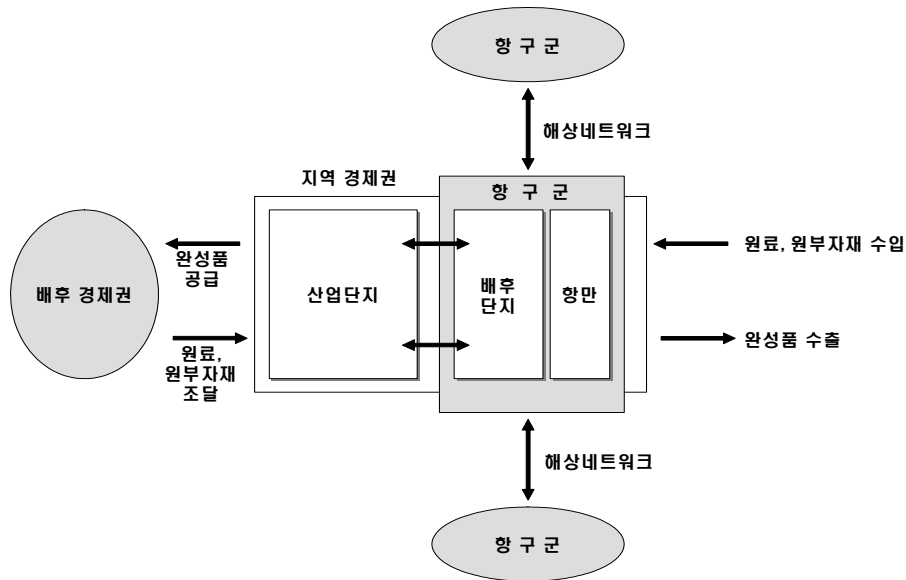 항 구 군
해상네트워크
지역 경제권
항 구 군
완성품
공급
원료, 원부자재 수입
배후 경제권
산업단지
배후
단지
항만
원료,
원부자재
조달
완성품 수출
해상네트워크
항 구 군